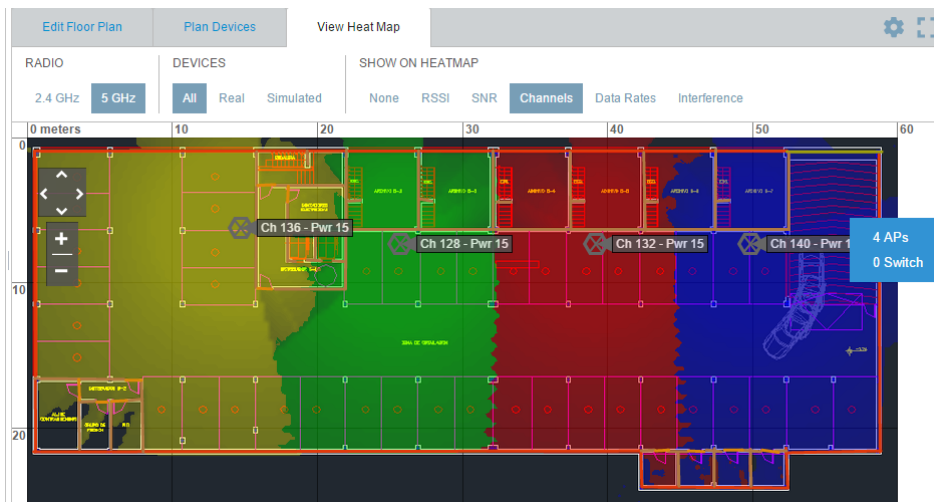 Edit Floor Plan Plan Devices View Heat Map
RADIO DEVICES SHOW ON HEATMAP
2.4 GHz 5 GHz All Real Simulated None RSSI SNR Channels Data Rates Interference
0 meters 10 20 30 40 50 60
0
Ch 136 - Pwr 15
Ch 128 - Pwr 15 Ch 132 - Pwr 15 Ch 140 - Pwr 1
4 APs
0 Switch
10
ZONA DE CIRCULACION
20